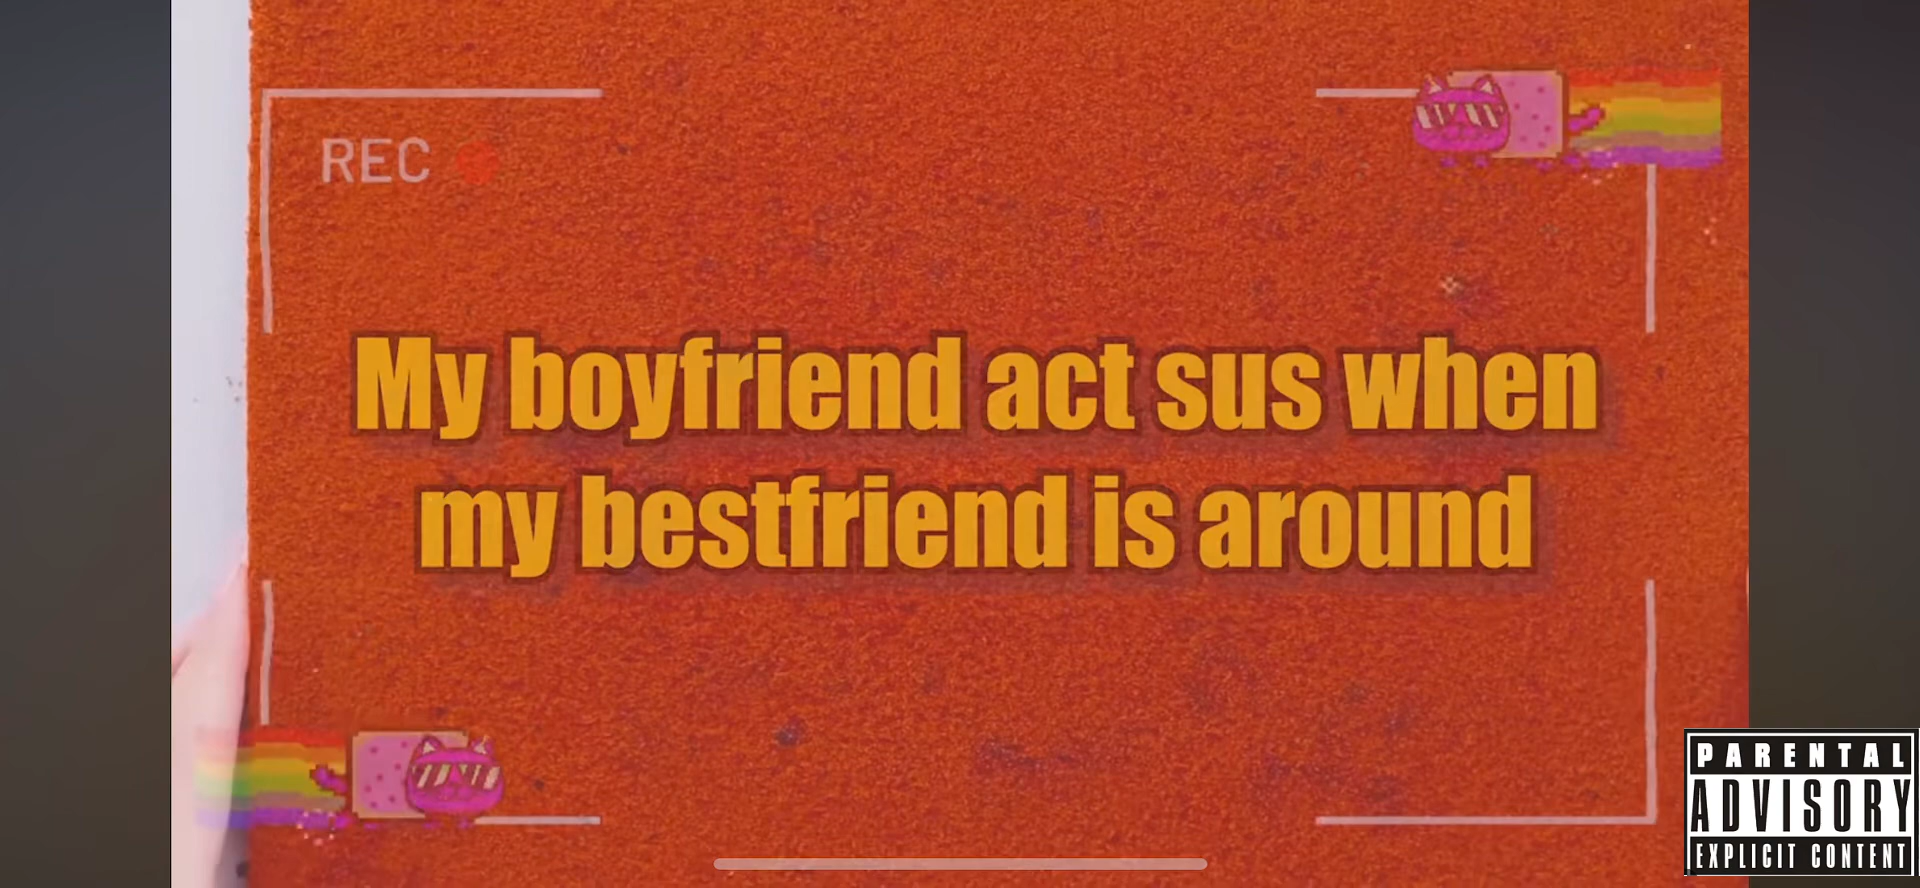 REC
My boyfriend act sus when
my bestfriend is around
PARENTAL
ADVISORY
EXPLICIT CONTENT